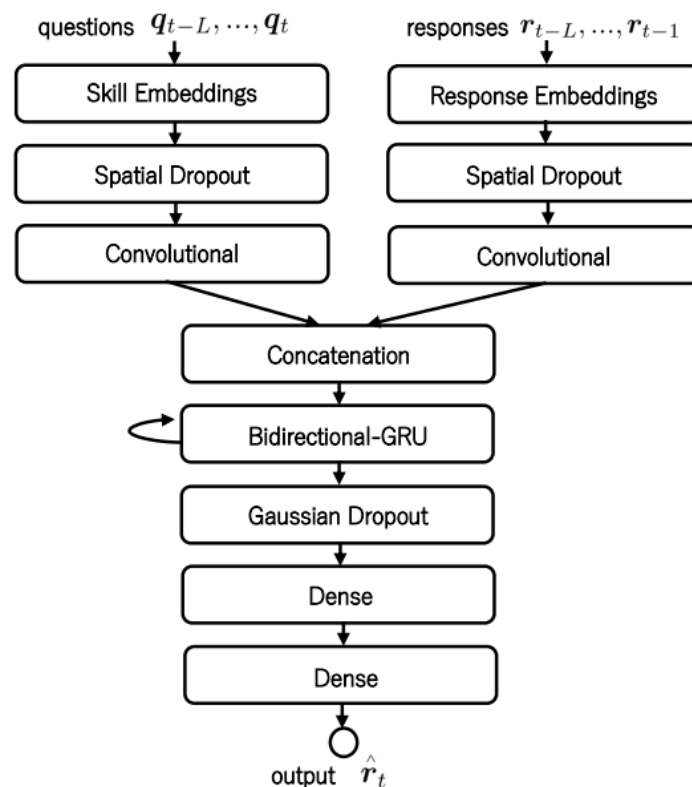 questions q_{t−L}, ..., q_t
responses r_{t−L}, ..., r_{t−1}
Skill Embeddings
Response Embeddings
Spatial Dropout
Spatial Dropout
Convolutional
Convolutional
Concatenation
Bidirectional-GRU
Gaussian Dropout
Dense
Dense
output r̂_t